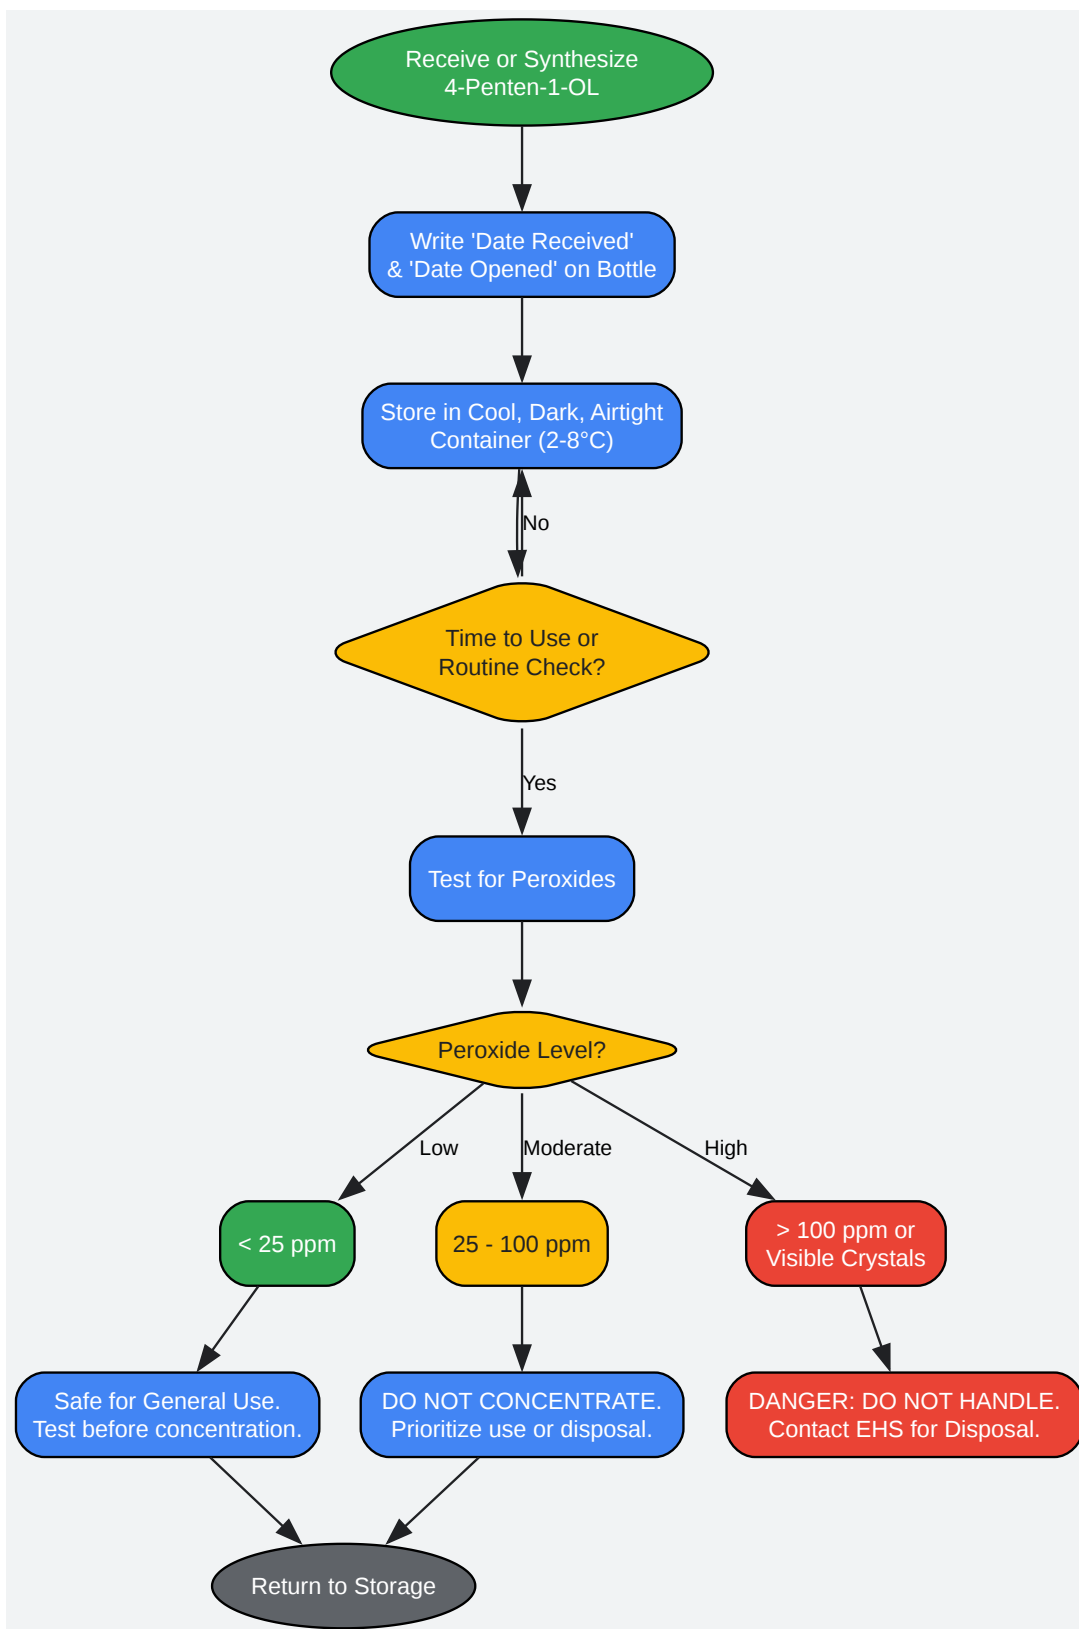 Receive or Synthesize
4-Penten-1-OL
Write 'Date Received'
& 'Date Opened' on Bottle
Store in Cool, Dark, Airtight
Container (2-8°C)
No
Time to Use or
Routine Check?
Yes
Test for Peroxides
Peroxide Level?
Low
Moderate
High
< 25 ppm
25 - 100 ppm
> 100 ppm or
Visible Crystals
Safe for General Use.
Test before concentration.
DO NOT CONCENTRATE.
Prioritize use or disposal.
DANGER: DO NOT HANDLE.
Contact EHS for Disposal.
Return to Storage